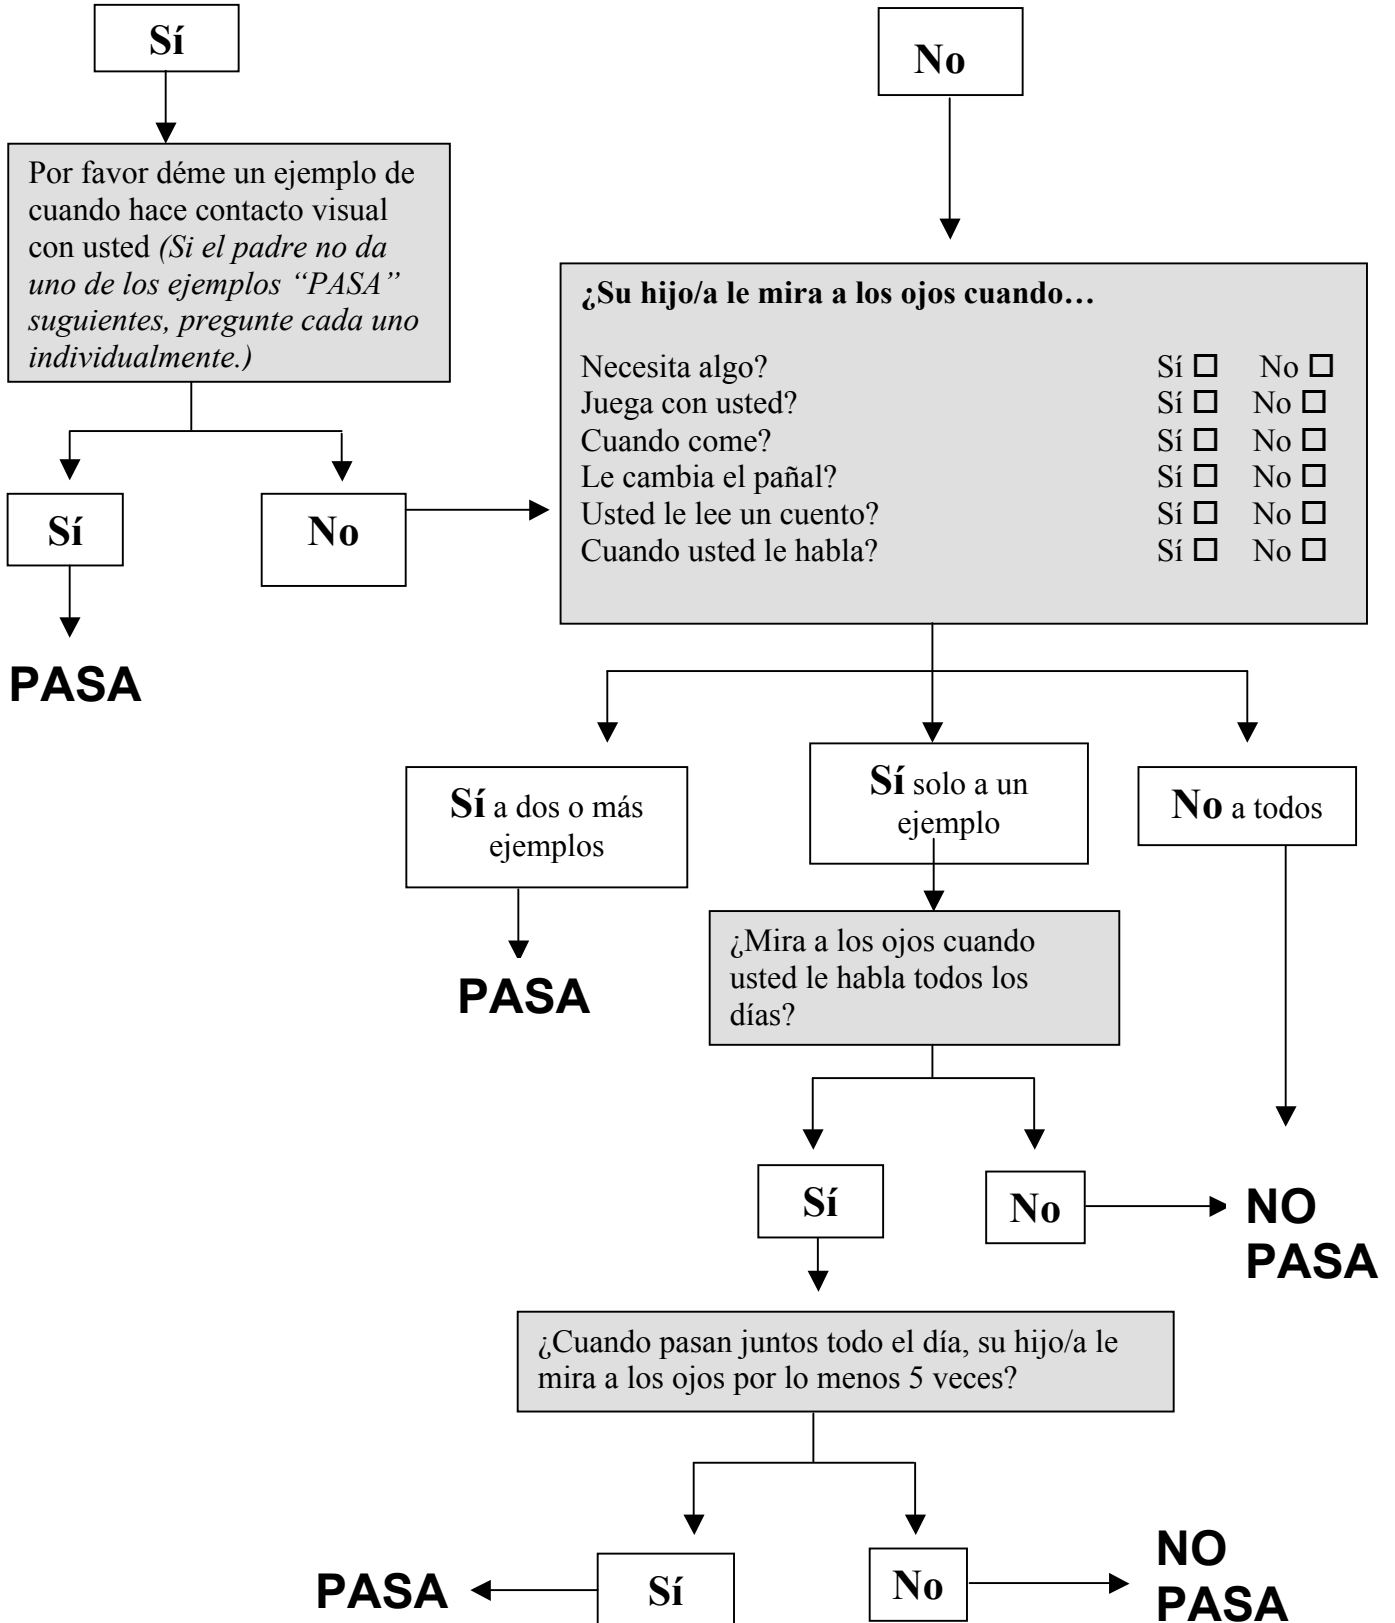 Sí
No
Por favor déme un ejemplo de
cuando hace contacto visual
con usted (Si el padre no da
uno de los ejemplos “PASA”
suguientes, pregunte cada uno
individualmente.)
¿Su hijo/a le mira a los ojos cuando…
Necesita algo? Sí □ No □
Juega con usted? Sí □ No □
Cuando come? Sí □ No □
Le cambia el pañal? Sí □ No □
Usted le lee un cuento? Sí □ No □
Cuando usted le habla? Sí □ No □
Sí
No
PASA
Sí a dos o más
ejemplos
Sí solo a un
ejemplo
No a todos
PASA
¿Mira a los ojos cuando
usted le habla todos los
días?
Sí
No
NO
PASA
¿Cuando pasan juntos todo el día, su hijo/a le
mira a los ojos por lo menos 5 veces?
PASA
Sí
No
NO
PASA